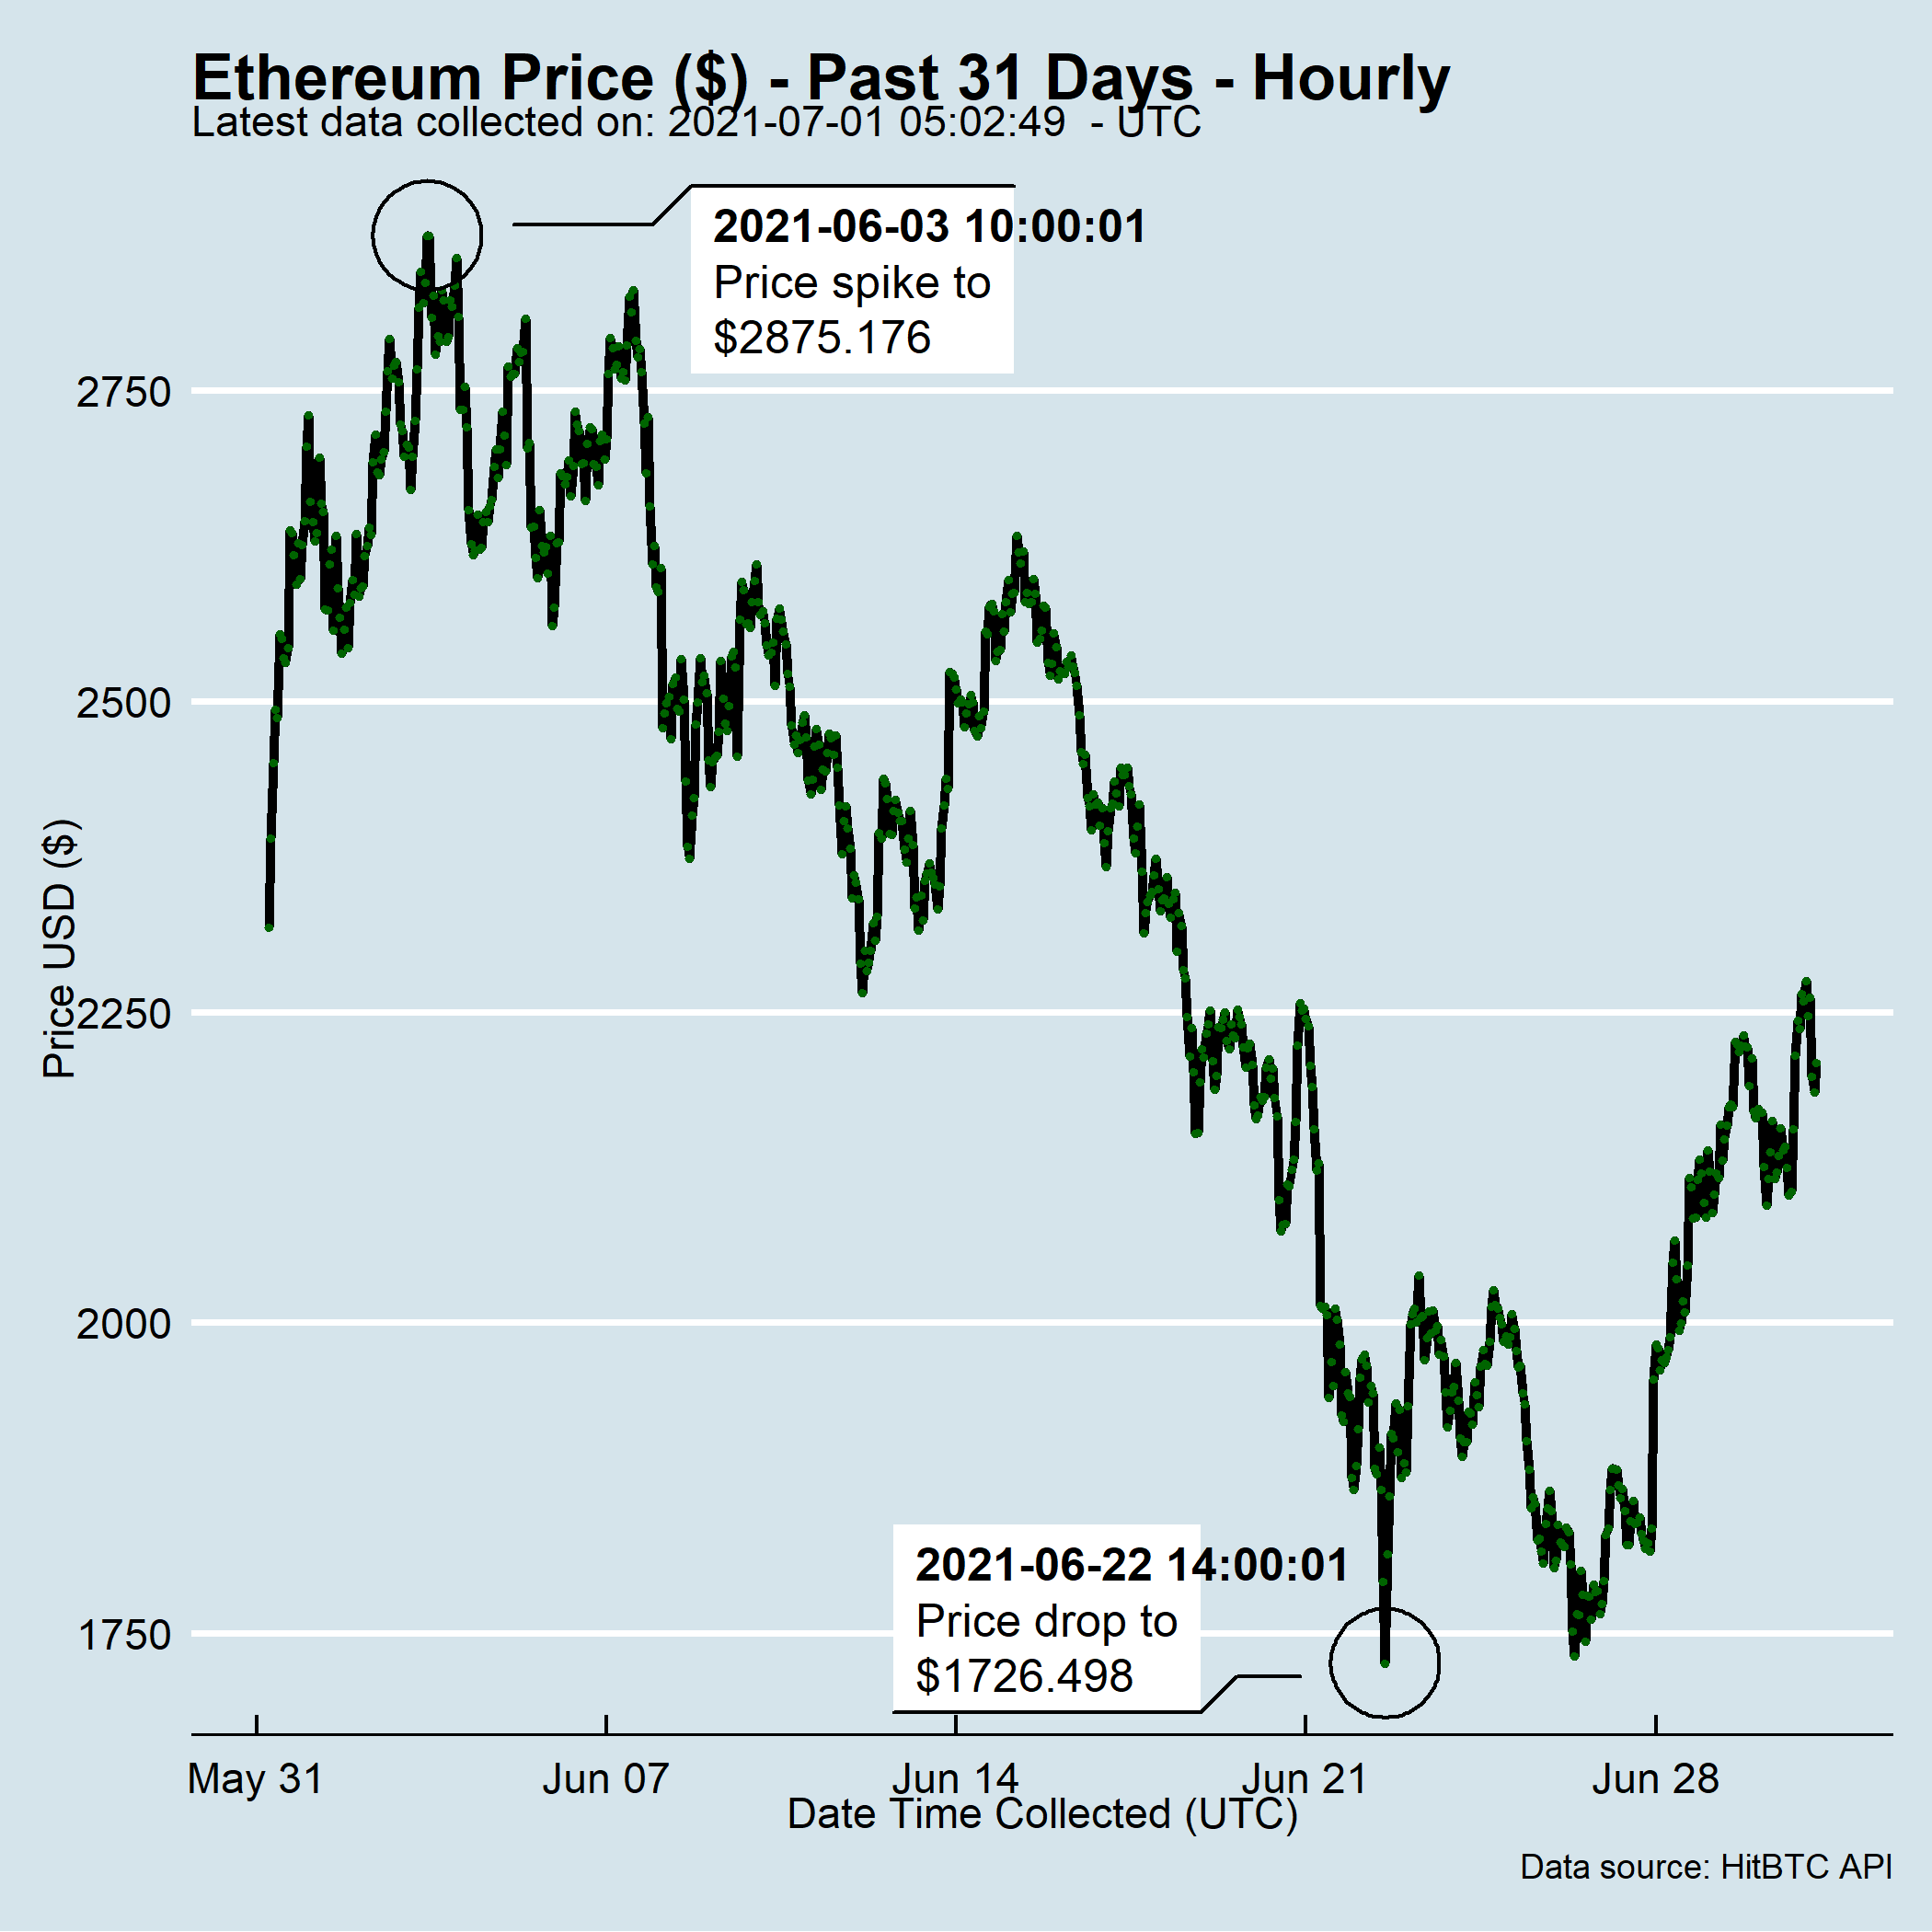 Ethereum Price ($) - Past 31 Days - Hourly
Latest data collected on: 2021-07-01 05:02:49  - UTC
2021-06-03 10:00:01
Price spike to
$2875.176
2750
2500
2250
2000
1750
Price USD ($)
2021-06-22 14:00:01
Price drop to
$1726.498
May 31
Jun 07
Jun 14
Jun 21
Jun 28
Date Time Collected (UTC)
Data source: HitBTC API